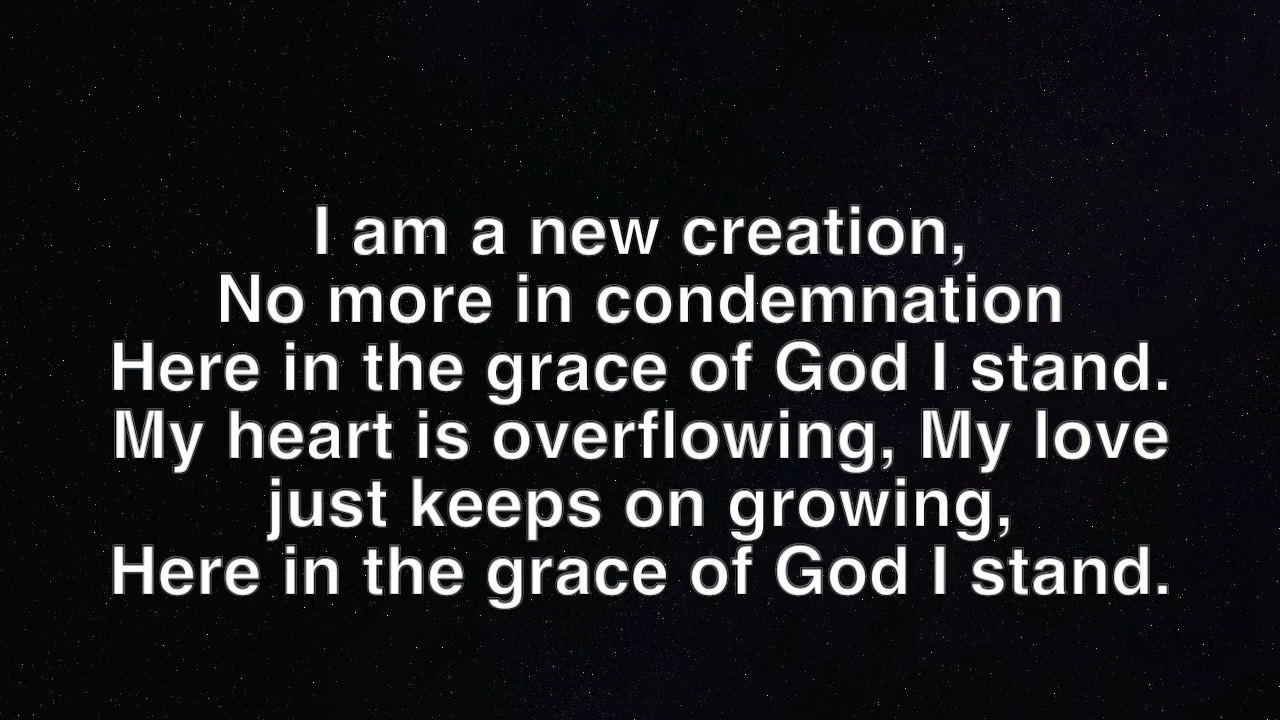 I am a new creation,
No more in condemnation
Here in the grace of God I stand.
My heart is overflowing, My love
just keeps on growing,
Here in the grace of God I stand.